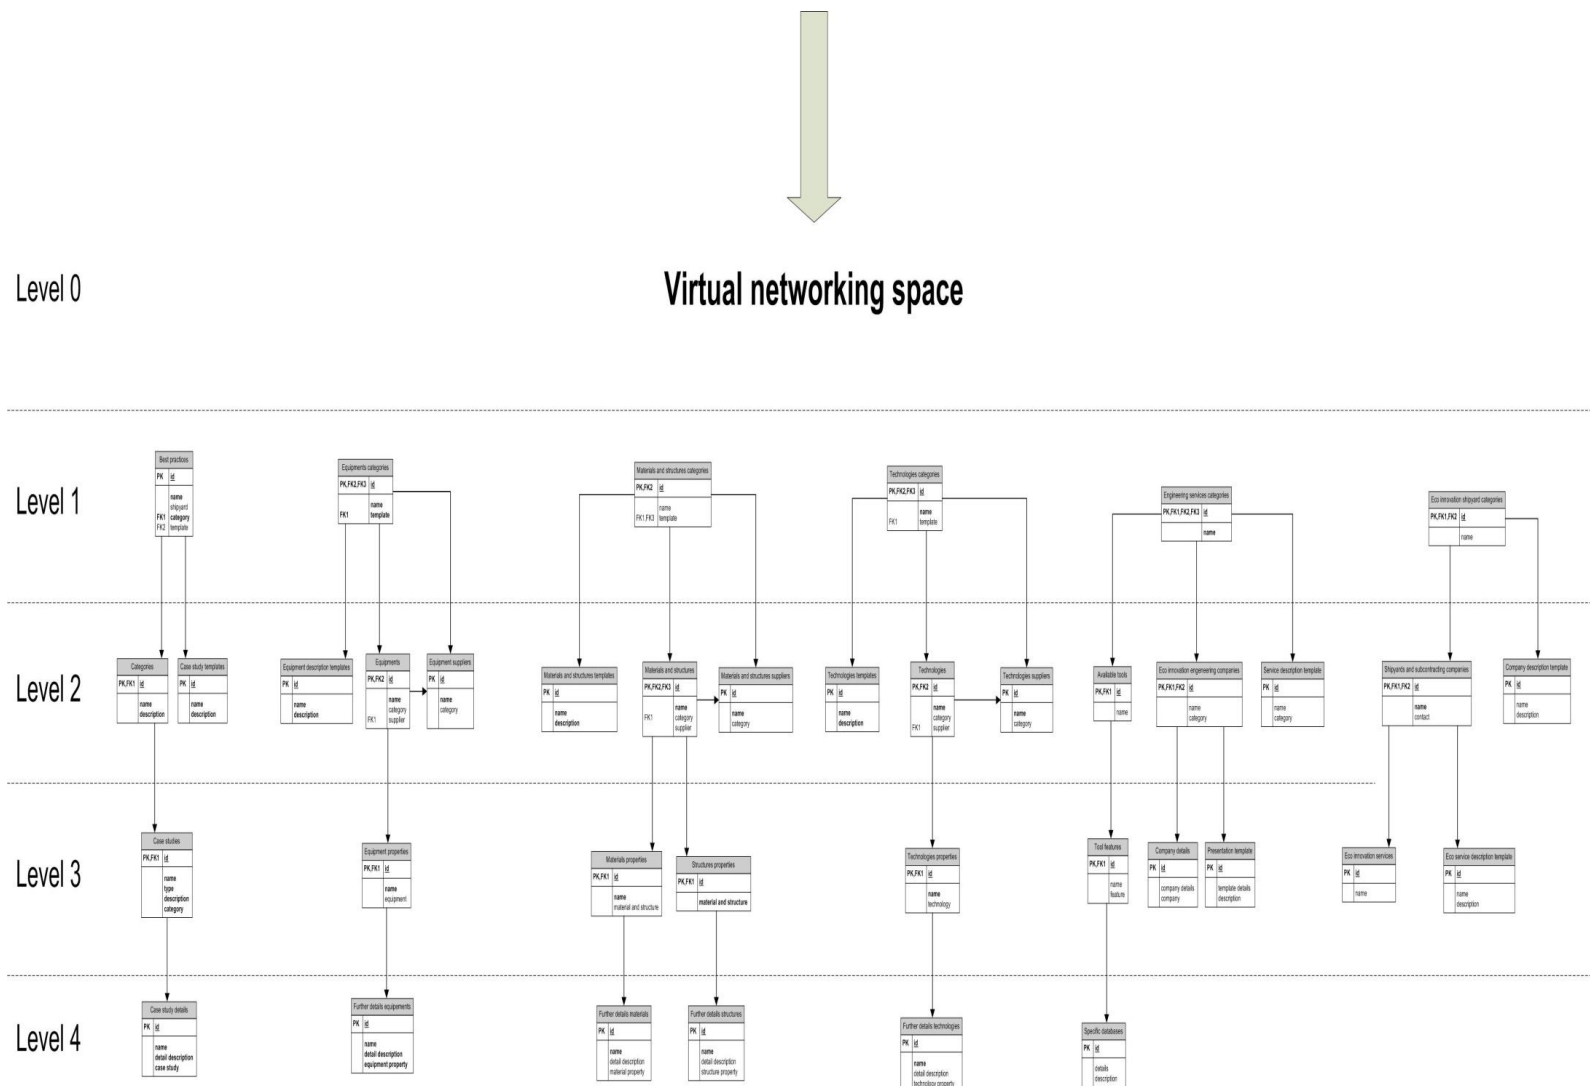 Level 0
Virtual networking space
Level 1
Best practices
PK id
name
shipyard
FK1 category
FK2 template
Equipments categories
PK,FK2,FK3 id
name
FK1 template
Materials and structures categories
PK,FK2 id
name
FK1,FK3 template
Technologies categories
PK,FK2,FK3 id
name
FK1 template
Engineering services categories
PK,FK1,FK2,FK3 id
name
Eco innovation shipyard categories
PK,FK1,FK2 id
name
Level 2
Categories
PK,FK1 id
name
description
Case study templates
PK id
name
description
Equipment description templates
PK id
name
description
Equipments
PK,FK2 id
name
category
FK1 supplier
Equipment suppliers
PK id
name
category
Materials and structures templates
PK id
name
description
Materials and structures
PK,FK2,FK3 id
name
FK1 category
supplier
Materials and structures suppliers
PK id
name
category
Technologies templates
PK id
name
description
Technologies
PK,FK2 id
name
category
FK1 supplier
Technologies suppliers
PK id
name
category
Available tools
PK,FK1 id
name
Eco innovation engeneering companies
PK,FK1,FK2 id
name
category
Service description template
PK id
name
category
Shipyards and subcontracting companies
PK,FK1,FK2 id
name
contact
Company description template
PK id
name
description
Level 3
Case studies
PK,FK1 id
name
type
description
category
Equipment properties
PK,FK1 id
name
equipment
Materials properties
PK,FK1 id
name
material and structure
Structures properties
PK,FK1 id
material and structure
Technologies properties
PK,FK1 id
name
technology
Tool features
PK,FK1 id
name
feature
Company details
PK id
company details
company
Presentation template
PK id
template details
description
Eco innovation services
PK id
name
Eco service description template
PK id
name
description
Level 4
Case study details
PK id
name
detail description
case study
Further details equipements
PK id
name
detail description
equipment property
Further details materials
PK id
name
detail description
material property
Further details structures
PK id
name
detail description
structure property
Further details technologies
PK id
name
detail description
technology property
Specific databases
PK id
details
description